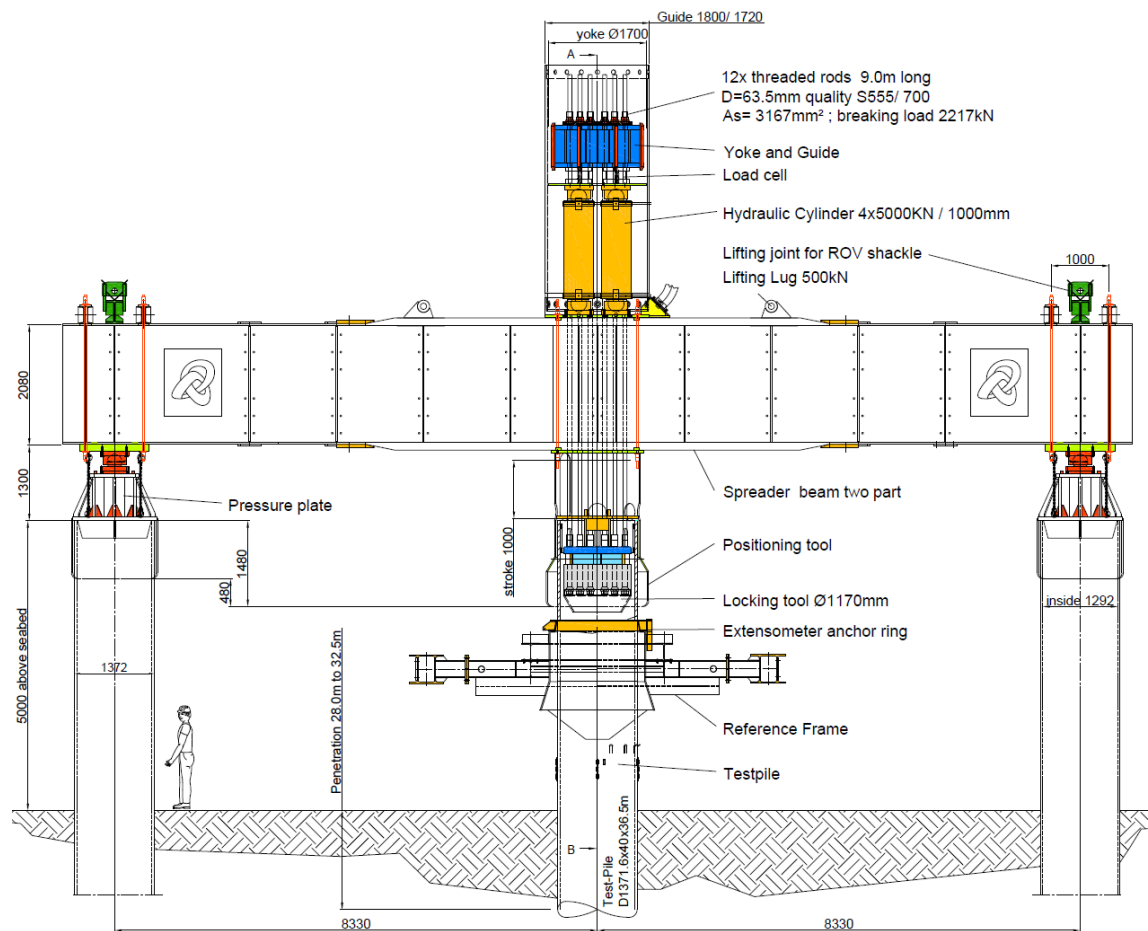 Guide 1800/ 1720
yoke Ø1700
A
12x threaded rods 9.0m long
D=63.5mm quality S555/ 700
As= 3167mm² ; breaking load 2217kN
Yoke and Guide
Load cell
Hydraulic Cylinder 4x5000KN / 1000mm
Lifting joint for ROV shackle
Lifting Lug 500kN
1000
2080
1300
Pressure plate
Spreader beam two part
stroke 1000
1480
480
Positioning tool
Locking tool Ø1170mm
inside 1292
Extensometer anchor ring
1372
5000 above seabed
Penetration 28.0m to 32.5m
Reference Frame
Testpile
B
Test-Pile
D1371.6x40x36.5m
8330
8330